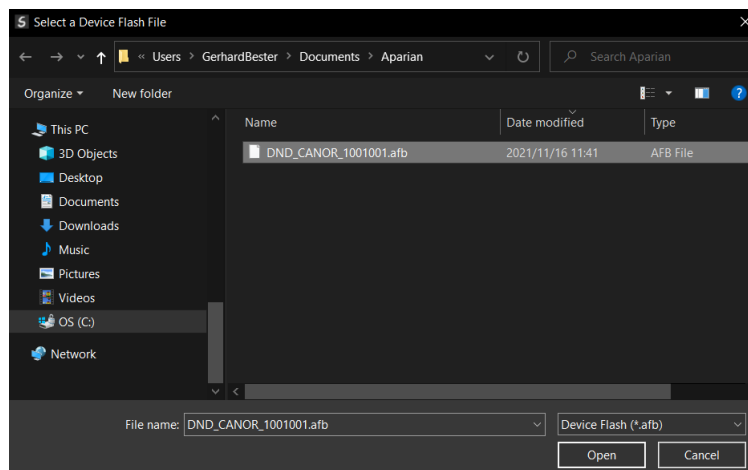 Select a Device Flash File
« Users > GerhardBester > Documents > Aparian
Search Aparian
Organize
New folder
Name
Date modified
Type
This PC
3D Objects
Desktop
Documents
Downloads
Music
Pictures
Videos
OS (C:)
Network
DND_CANOR_1001001.afb
2021/11/16 11:41
AFB File
File name:
DND_CANOR_1001001.afb
Device Flash (*.afb)
Open
Cancel